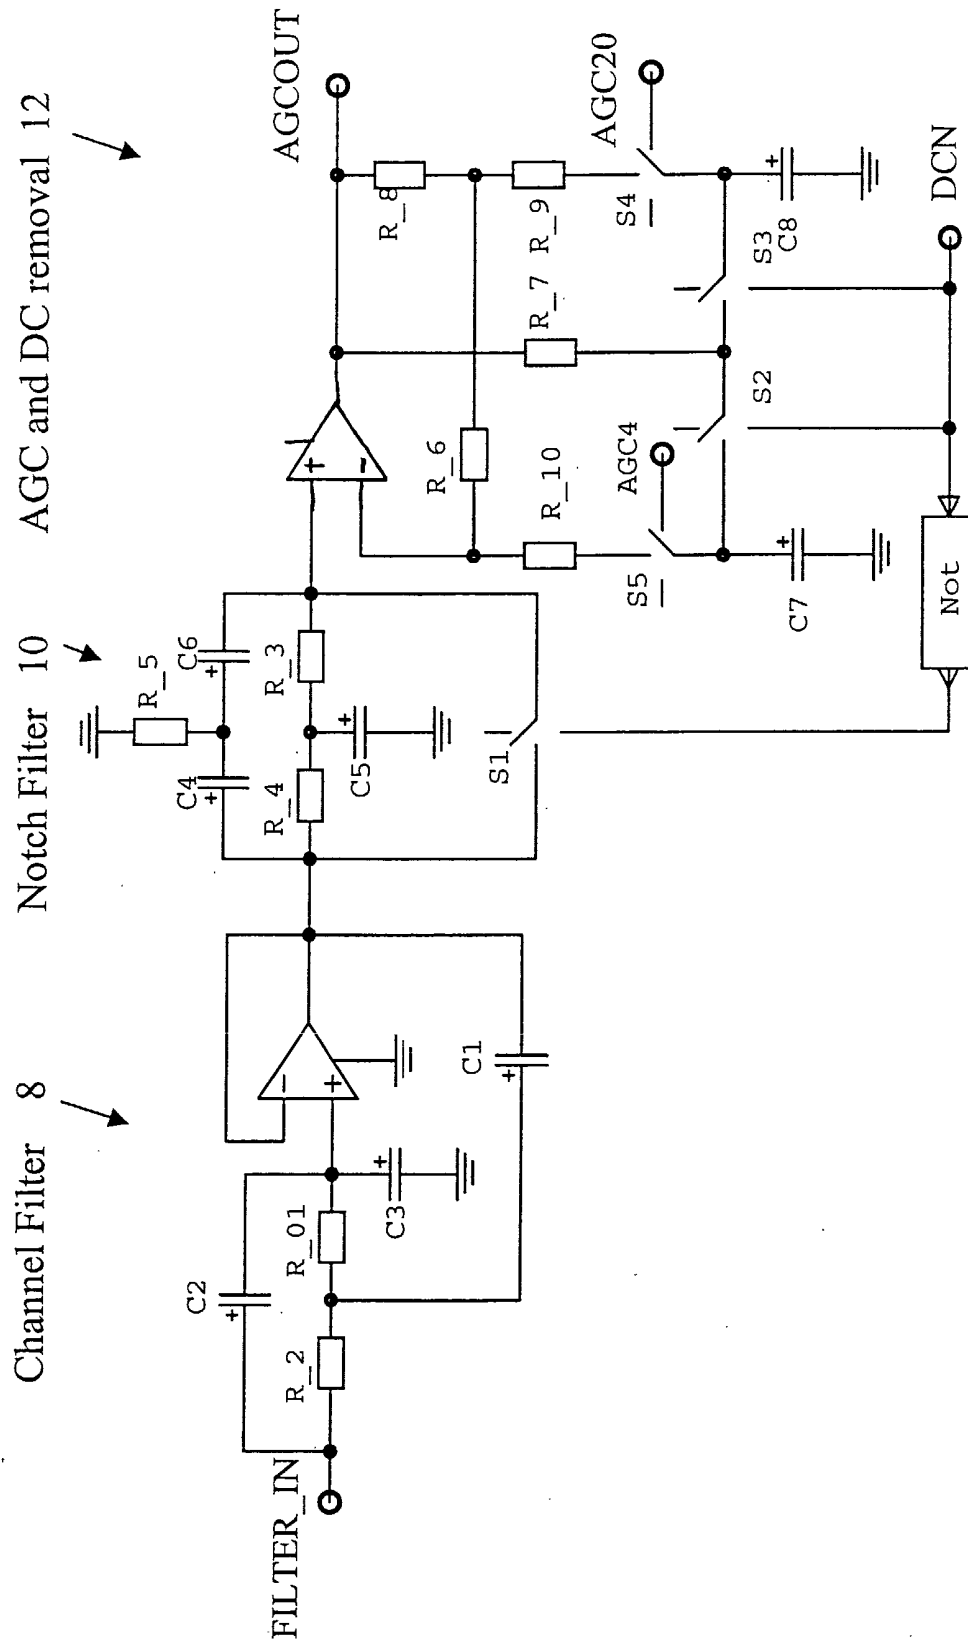 Channel Filter 8
Notch Filter 10
AGC and DC removal 12
FILTER_IN
R_2
C2
R_01
C3
C1
-
+
C4
R_5
C6
R_4
R_3
C5
S1
+
-
AGCOUT
R_8
R_6
R_9
R_7
R_10
AGC4
AGC20
S5
S4
S2
S3
C7
C8
Not
DCN